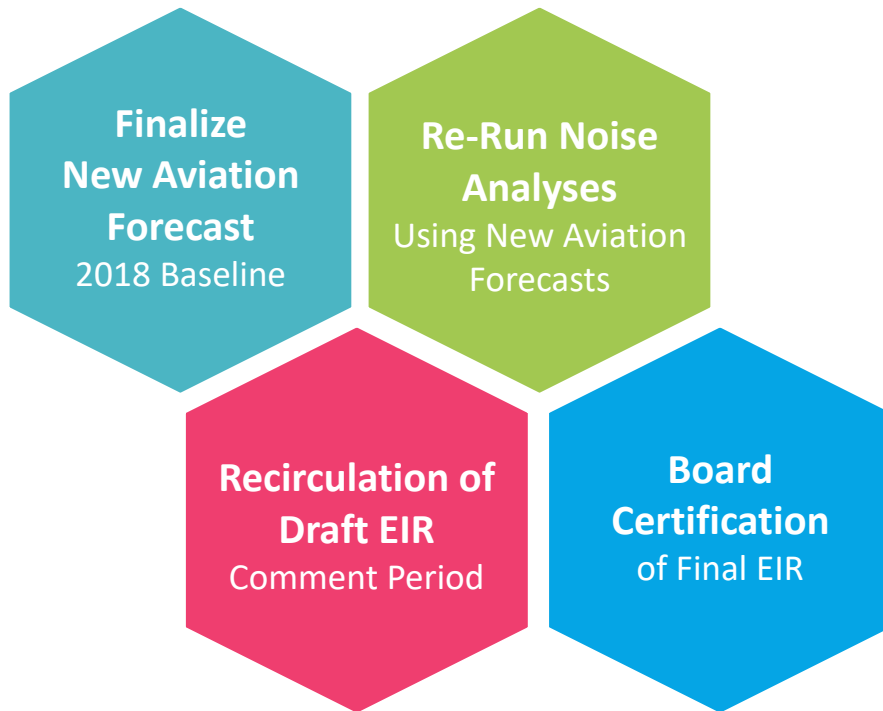 Finalize
New Aviation
Forecast
2018 Baseline
Re-Run Noise
Analyses
Using New Aviation
Forecasts
Recirculation of
Draft EIR
Comment Period
Board
Certification
of Final EIR